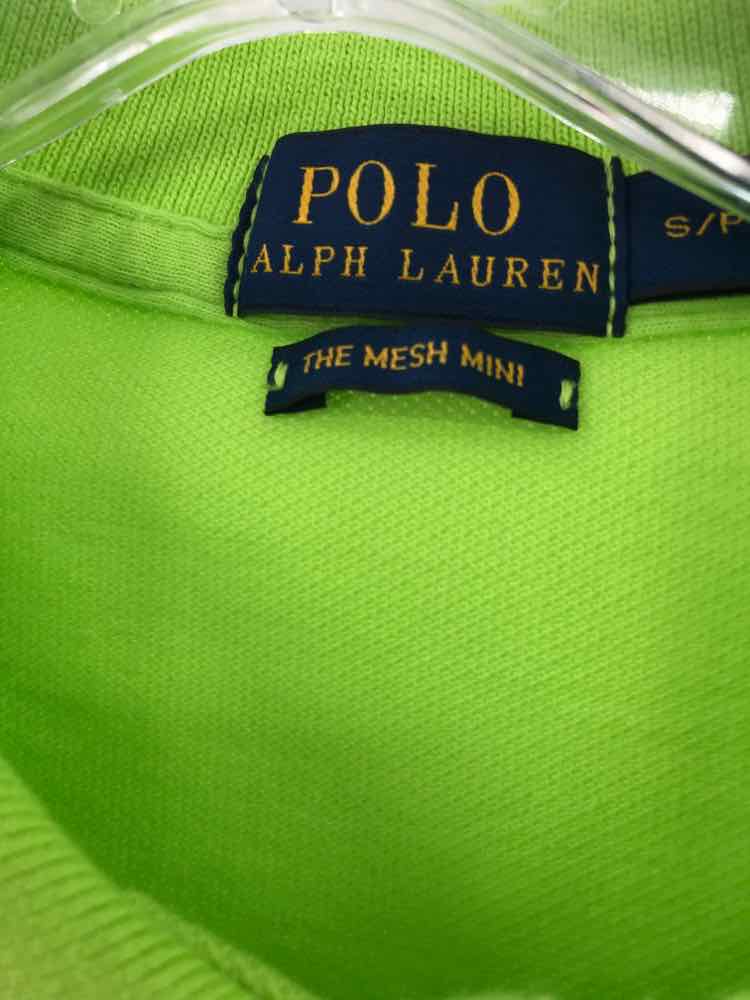 POLO
ALPH LAUREN
S/P
THE MESH MINI